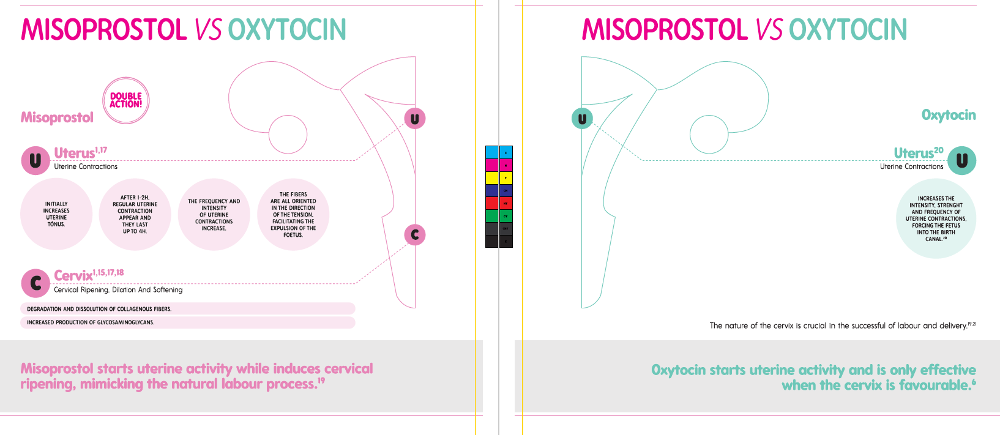 MISOPROSTOL VS OXYTOCIN
DOUBLE
ACTION!
Misoprostol
U
U
Uterus1,17
Uterine Contractions
INITIALLY
INCREASES
UTERINE
TÓNUS.
AFTER 1-2H,
REGULAR UTERINE
CONTRACTION
APPEAR AND
THEY LAST
UP TO 4H.
THE FREQUENCY AND
INTENSITY
OF UTERINE
CONTRACTIONS
INCREASE.
THE FIBERS
ARE ALL ORIENTED
IN THE DIRECTION
OF THE TENSION,
FACILITATING THE
EXPULSION OF THE
FOETUS.
C
C
Cervix1,15,17,18
Cervical Ripening, Dilation And Softening
DEGRADATION AND DISSOLUTION OF COLLAGENOUS FIBERS.
INCREASED PRODUCTION OF GLYCOSAMINOGLYCANS.
Misoprostol starts uterine activity while induces cervical
ripening, mimicking the natural labour process.19
MISOPROSTOL VS OXYTOCIN
U
Oxytocin
Uterus20
U
Uterine Contractions
INCREASES THE
INTENSITY, STRENGHT
AND FREQUENCY OF
UTERINE CONTRACTIONS,
FORCING THE FETUS
INTO THE BIRTH
CANAL.20
The nature of the cervix is crucial in the successful of labour and delivery.19,21
Oxytocin starts uterine activity and is only effective
when the cervix is favourable.6